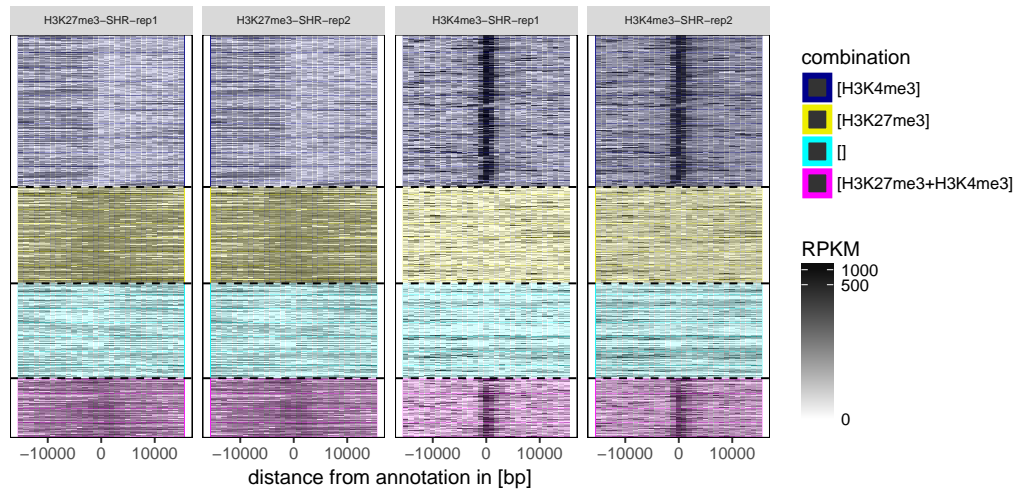 H3K27me3-SHR-rep1 H3K27me3-SHR-rep2 H3K4me3-SHR-rep1 H3K4me3-SHR-rep2
combination
[H3K4me3]
[H3K27me3]
[]
[H3K27me3+H3K4me3]
RPKM
1000
500
0
−10000 0 10000 −10000 0 10000 −10000 0 10000 −10000 0 10000
distance from annotation in [bp]